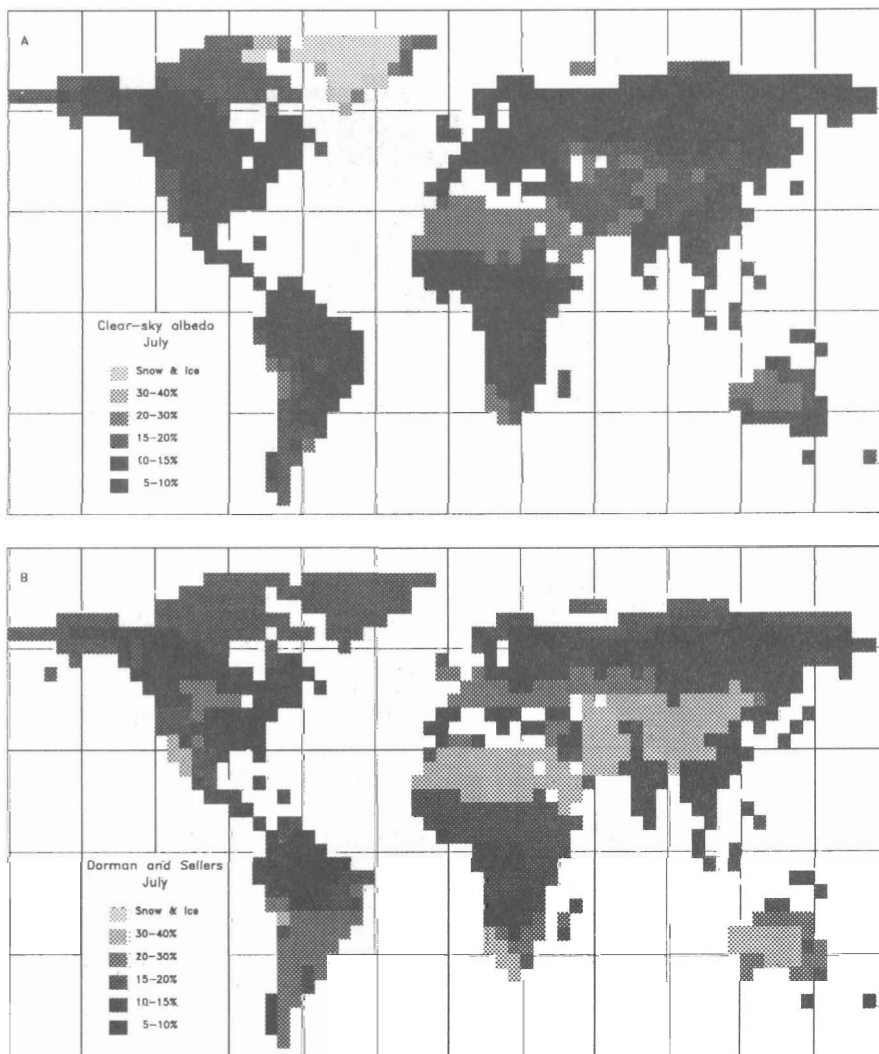 A
Clear-sky albedo
July
Snow & Ice
30-40%
20-30%
15-20%
10-15%
5-10%
B
Dorman and Sellers
July
Snow & Ice
30-40%
20-30%
15-20%
10-15%
5-10%